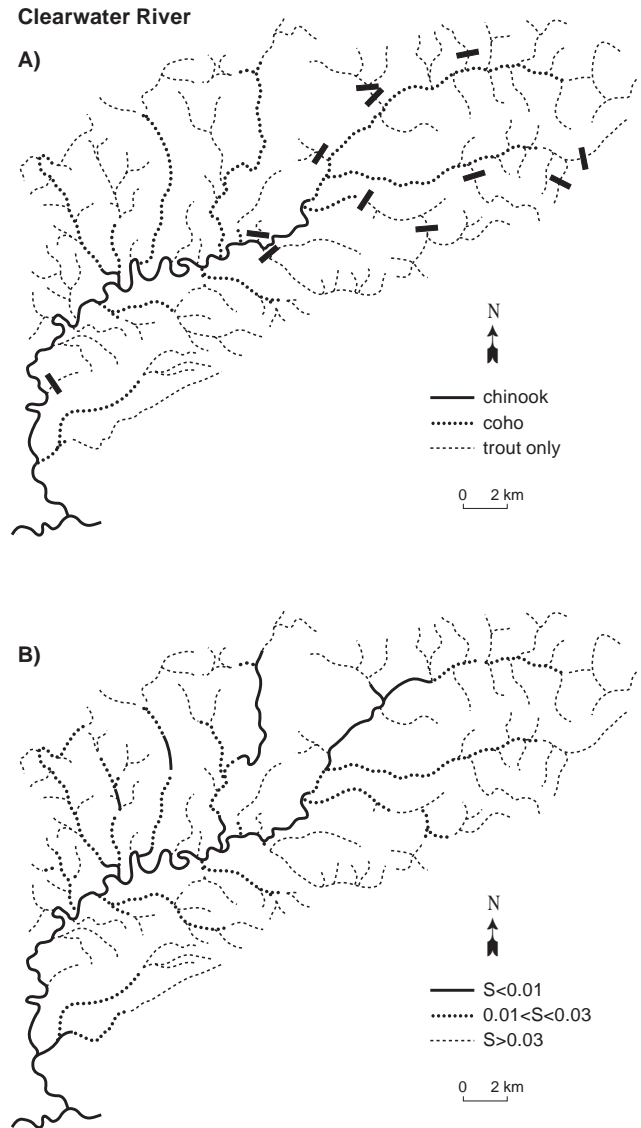 Clearwater River
A)
N
chinook
coho
trout only
0 2 km
B)
N
S<0.01
0.01<S<0.03
S>0.03
0 2 km